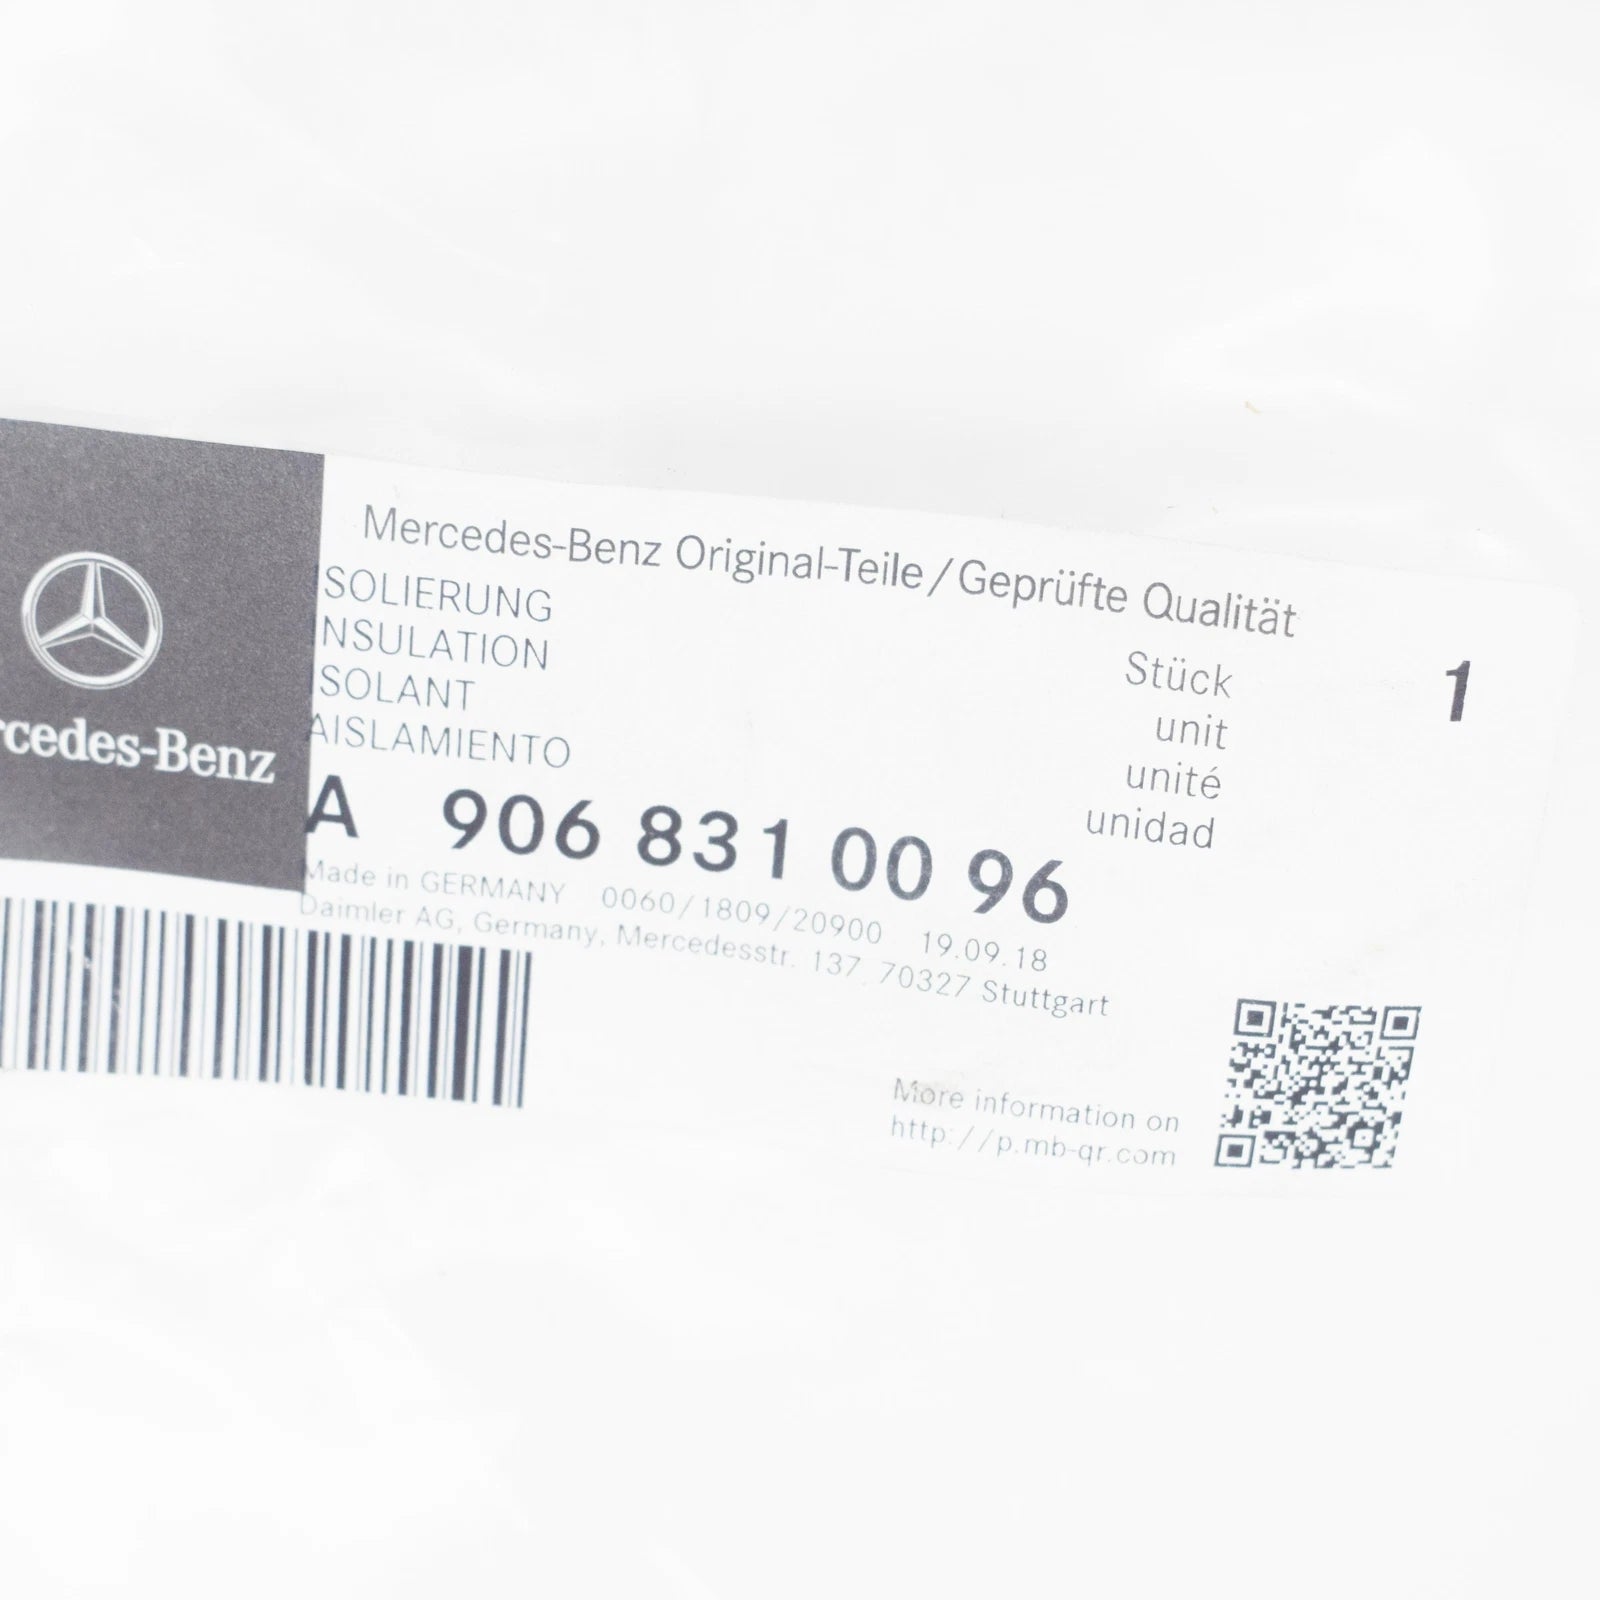 Mercedes-Benz Original-Teile/Geprüfte Qualität
SOLIERUNG
NSULATION
SOLANT
AISLAMIENTO
Stück 1
unit
unité
unidad
rcedes-Benz
A 906 831 00 96
Made in GERMANY 0060/1809/20900 19.09.18
Daimler AG, Germany, Mercedesstr. 137, 70327 Stuttgart
More information on
http://p.mb-qr.com